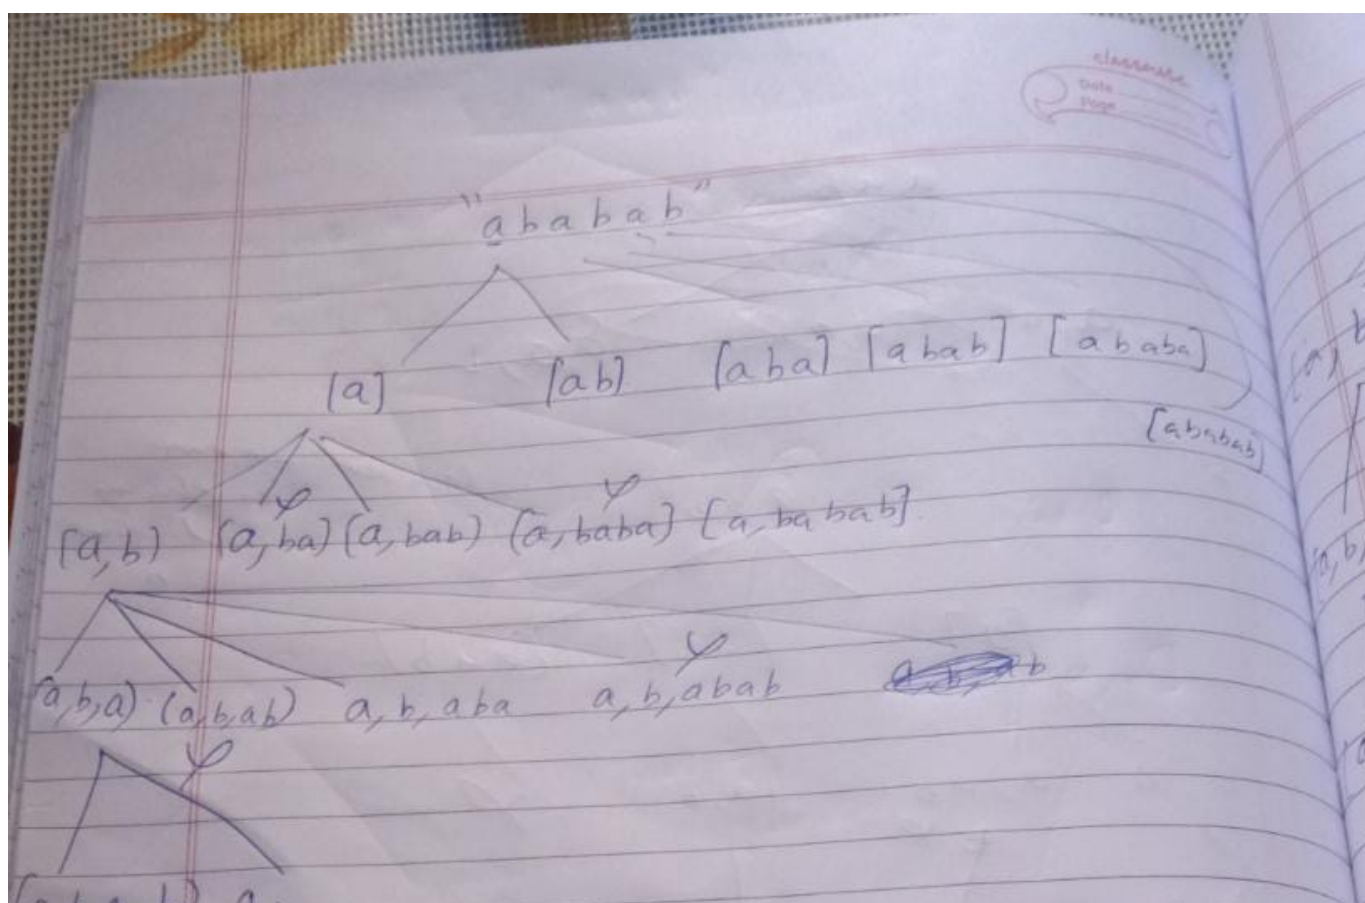 classmate
Date
Page
"ababab"
[a] [ab] [aba] [abab] [ababa]
[ababab]
[a,b) [a,ba) [a,bab) [a,baba] [a,babab]
[a,b,a) (a,b,ab) a,b,aba a,b,abab